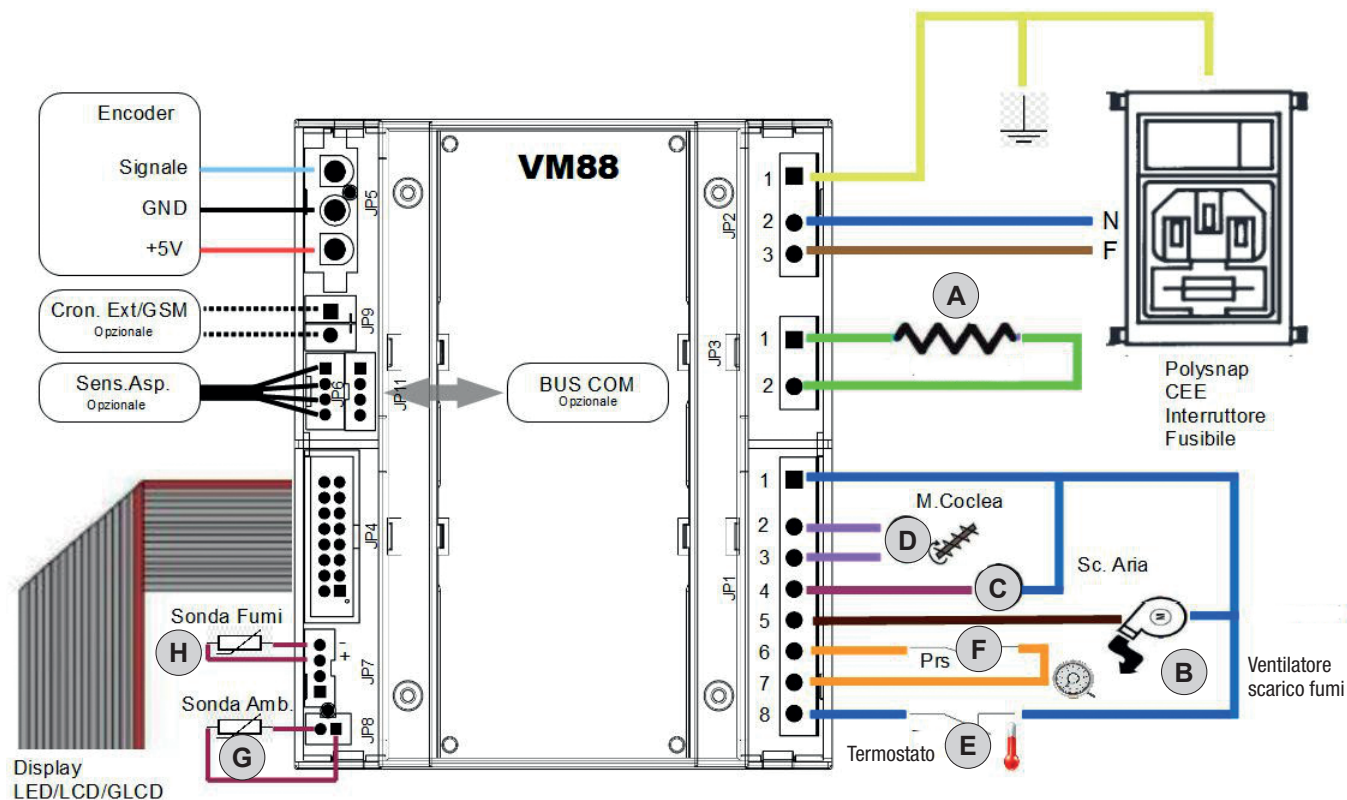 Encoder
Signale
GND
+5V
Cron. Ext/GSM
Opzionale
Sens.Asp.
Opzionale
JP5
JP9
JP6
JP11
JP4
JP7
JP8
- +
VM88
BUS COM
Opzionale
JP2
1
2
3
N
F
JP3
1
2
A
Polysnap
CEE
Interruttore
Fusibile
JP1
1
2
3
4
5
6
7
8
M.Coclea
D
C
Sc. Aria
M
B
Prs
F
Termostato
E
Ventilatore
scarico fumi
Sonda Fumi
H
Sonda Amb.
G
Display
LED/LCD/GLCD